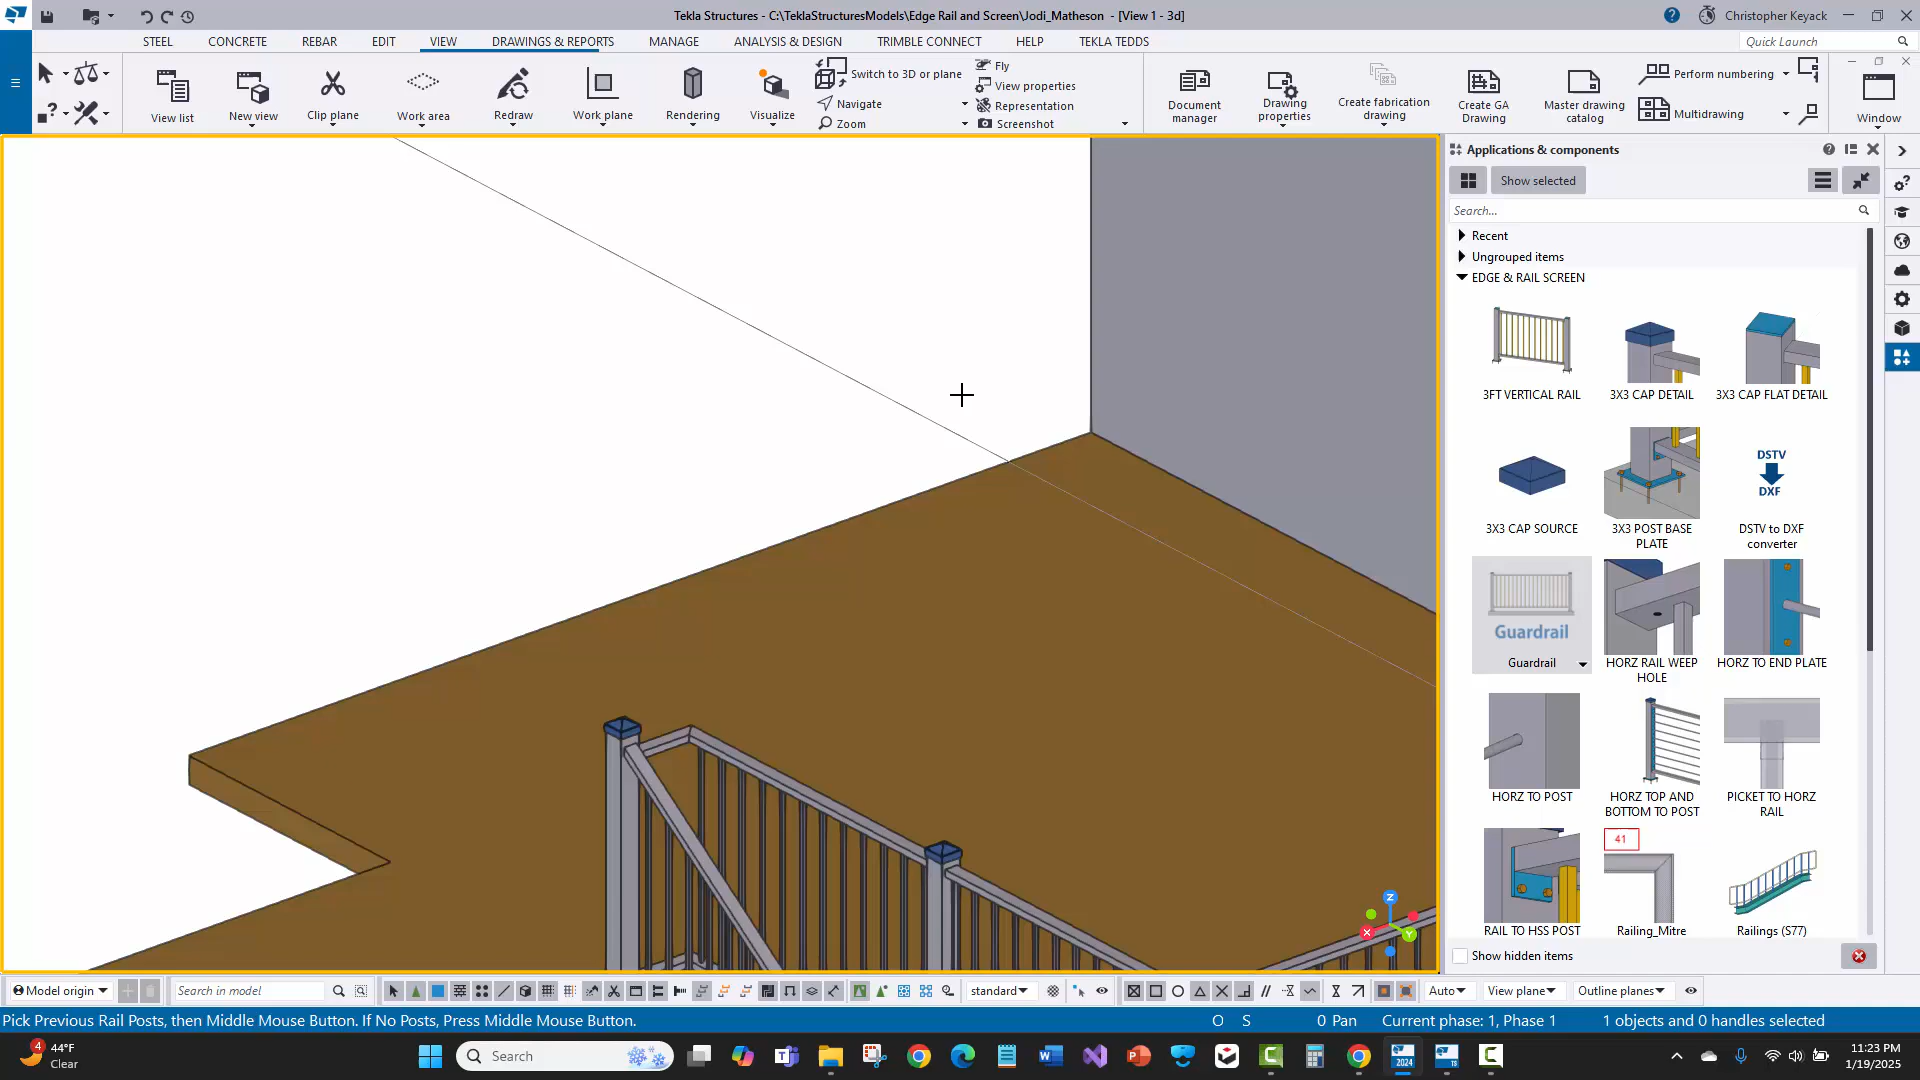 Tekla Structures - C:\TeklaStructuresModels\Edge Rail and Screen\Jodi_Matheson - [View 1 - 3d]
Christopher Keyack
STEEL CONCRETE REBAR EDIT VIEW DRAWINGS & REPORTS MANAGE ANALYSIS & DESIGN TRIMBLE CONNECT HELP TEKLA TEDDS
Quick Launch
View list
New view
Clip plane
Work area
Redraw
Work plane
Rendering
Visualize
Switch to 3D or plane
Navigate
Zoom
Fly
View properties
Representation
Screenshot
Document
manager
Drawing
properties
Create fabrication
drawing
Create GA
Drawing
Master drawing
catalog
Perform numbering
Multidrawing
Window
Applications & components
Show selected
Search...
Recent
Ungrouped items
EDGE & RAIL SCREEN
3FT VERTICAL RAIL
3X3 CAP DETAIL
3X3 CAP FLAT DETAIL
DSTV
DXF
3X3 CAP SOURCE
3X3 POST BASE
PLATE
DSTV to DXF
converter
Guardrail
Guardrail
HORZ RAIL WEEP
HOLE
HORZ TO END PLATE
HORZ TO POST
HORZ TOP AND
BOTTOM TO POST
PICKET TO HORZ
RAIL
41
RAIL TO HSS POST
Railing_Mitre
Railings (S77)
Show hidden items
Z
X
Y
Model origin
Search in model
standard
Auto
View plane
Outline planes
Pick Previous Rail Posts, then Middle Mouse Button. If No Posts, Press Middle Mouse Button.
O S 0 Pan Current phase: 1, Phase 1 1 objects and 0 handles selected
4
44°F
Clear
Search
2024
TS
11:23 PM
1/19/2025